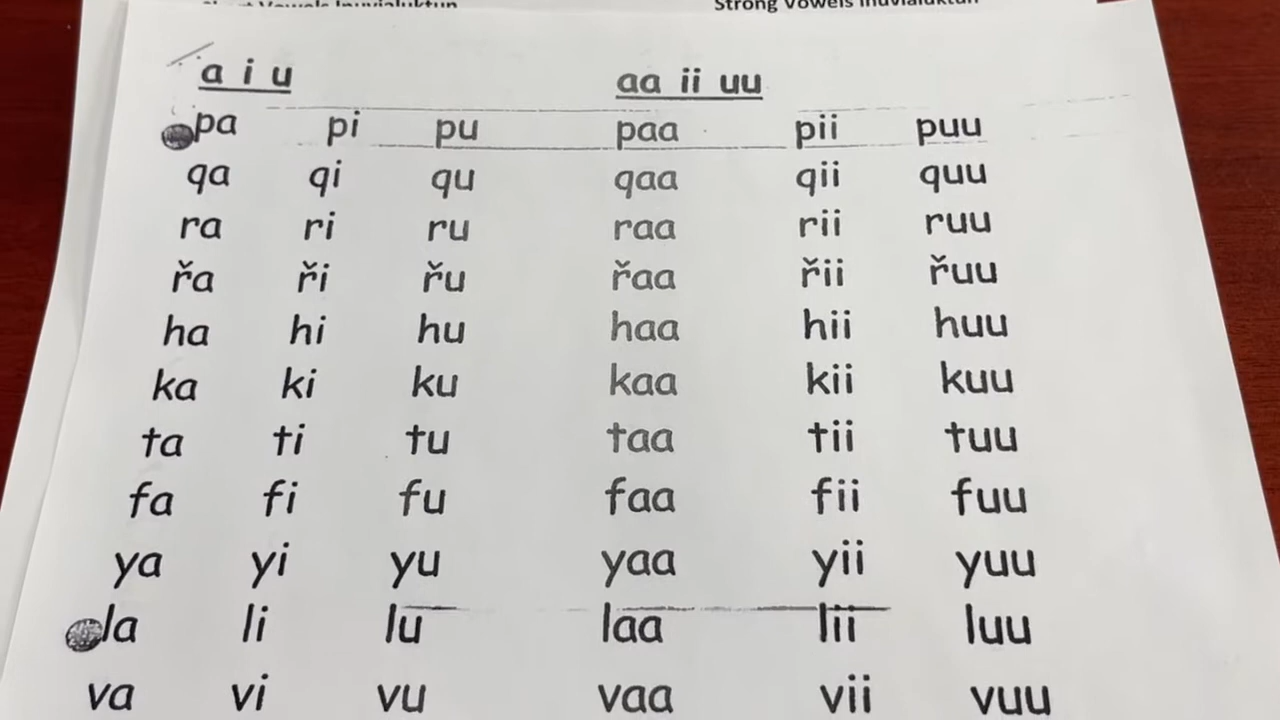 Short Vowels Inuvialuktun Strong Vowels Inuvialuktun
a i u aa ii uu
pa pi pu paa pii puu
qa qi qu qaa qii quu
ra ri ru raa rii ruu
řa ři řu řaa řii řuu
ha hi hu haa hii huu
ka ki ku kaa kii kuu
ta ti tu taa tii tuu
fa fi fu faa fii fuu
ya yi yu yaa yii yuu
la li lu laa lii luu
va vi vu vaa vii vuu